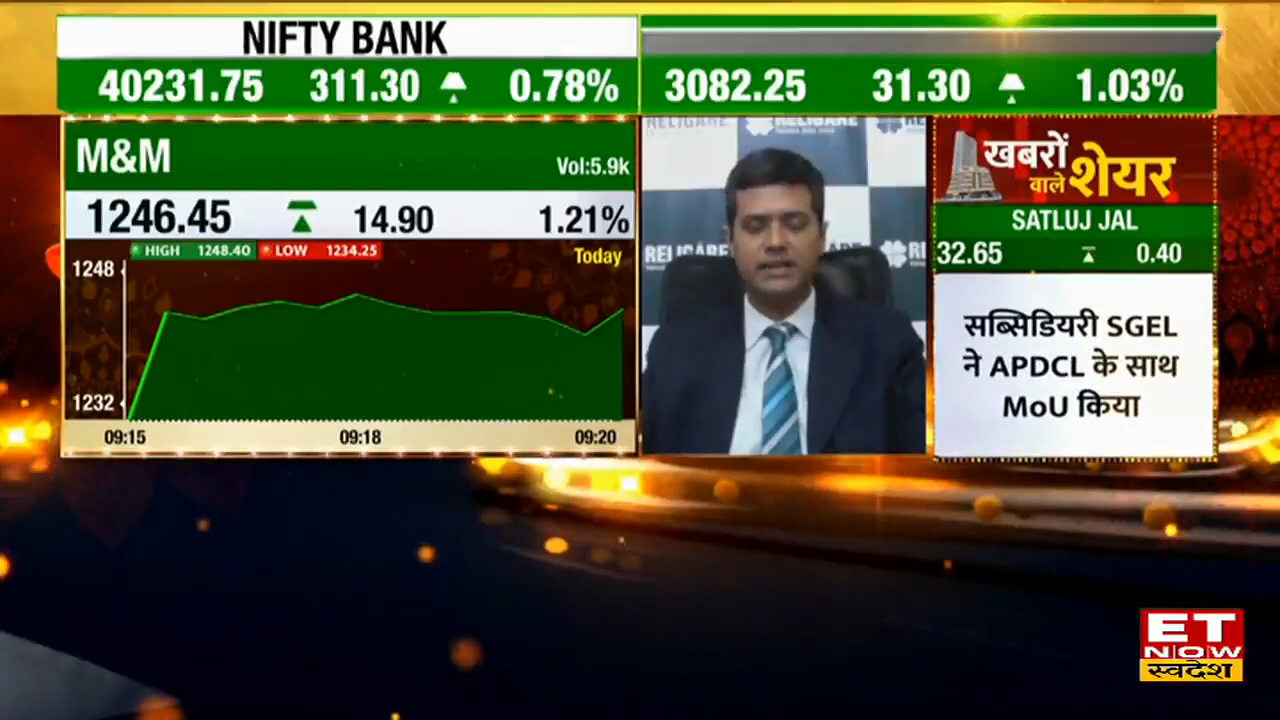 NIFTY BANK
40231.75 311.30 0.78%
3082.25 31.30 1.03%
M&M
Vol:5.9k
1246.45 14.90 1.21%
HIGH 1248.40 LOW 1234.25
Today
1248
1232
09:15 09:18 09:20
RELIGARE
RELIGARE
RELIGARE
खबरों
वाले शेयर
SATLUJ JAL
32.65 0.40
सब्सिडियरी SGEL
ने APDCL के साथ
MoU किया
ET
NOW
स्वदेश